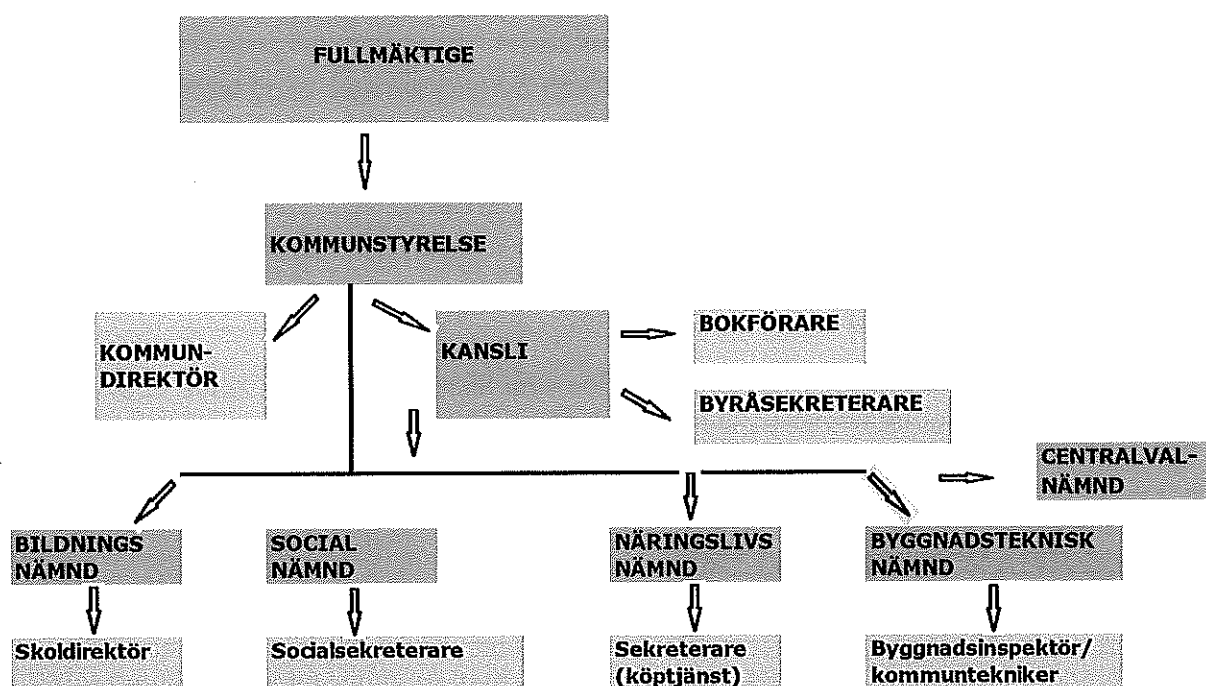 FULLMÄKTIGE
KOMMUNSTYRELSE
KOMMUN-
DIREKTÖR
KANSLI
BOKFÖRARE
BYRÅSEKRETERARE
CENTRALVAL-
NÄMND
BILDNINGS
NÄMND
SOCIAL
NÄMND
NÄRINGSLIVS
NÄMND
BYGGNADSTEKNISK
NÄMND
Skoldirektör
Socialsekreterare
Sekreterare
(köptjänst)
Byggnadsinspektör/
kommuntekniker